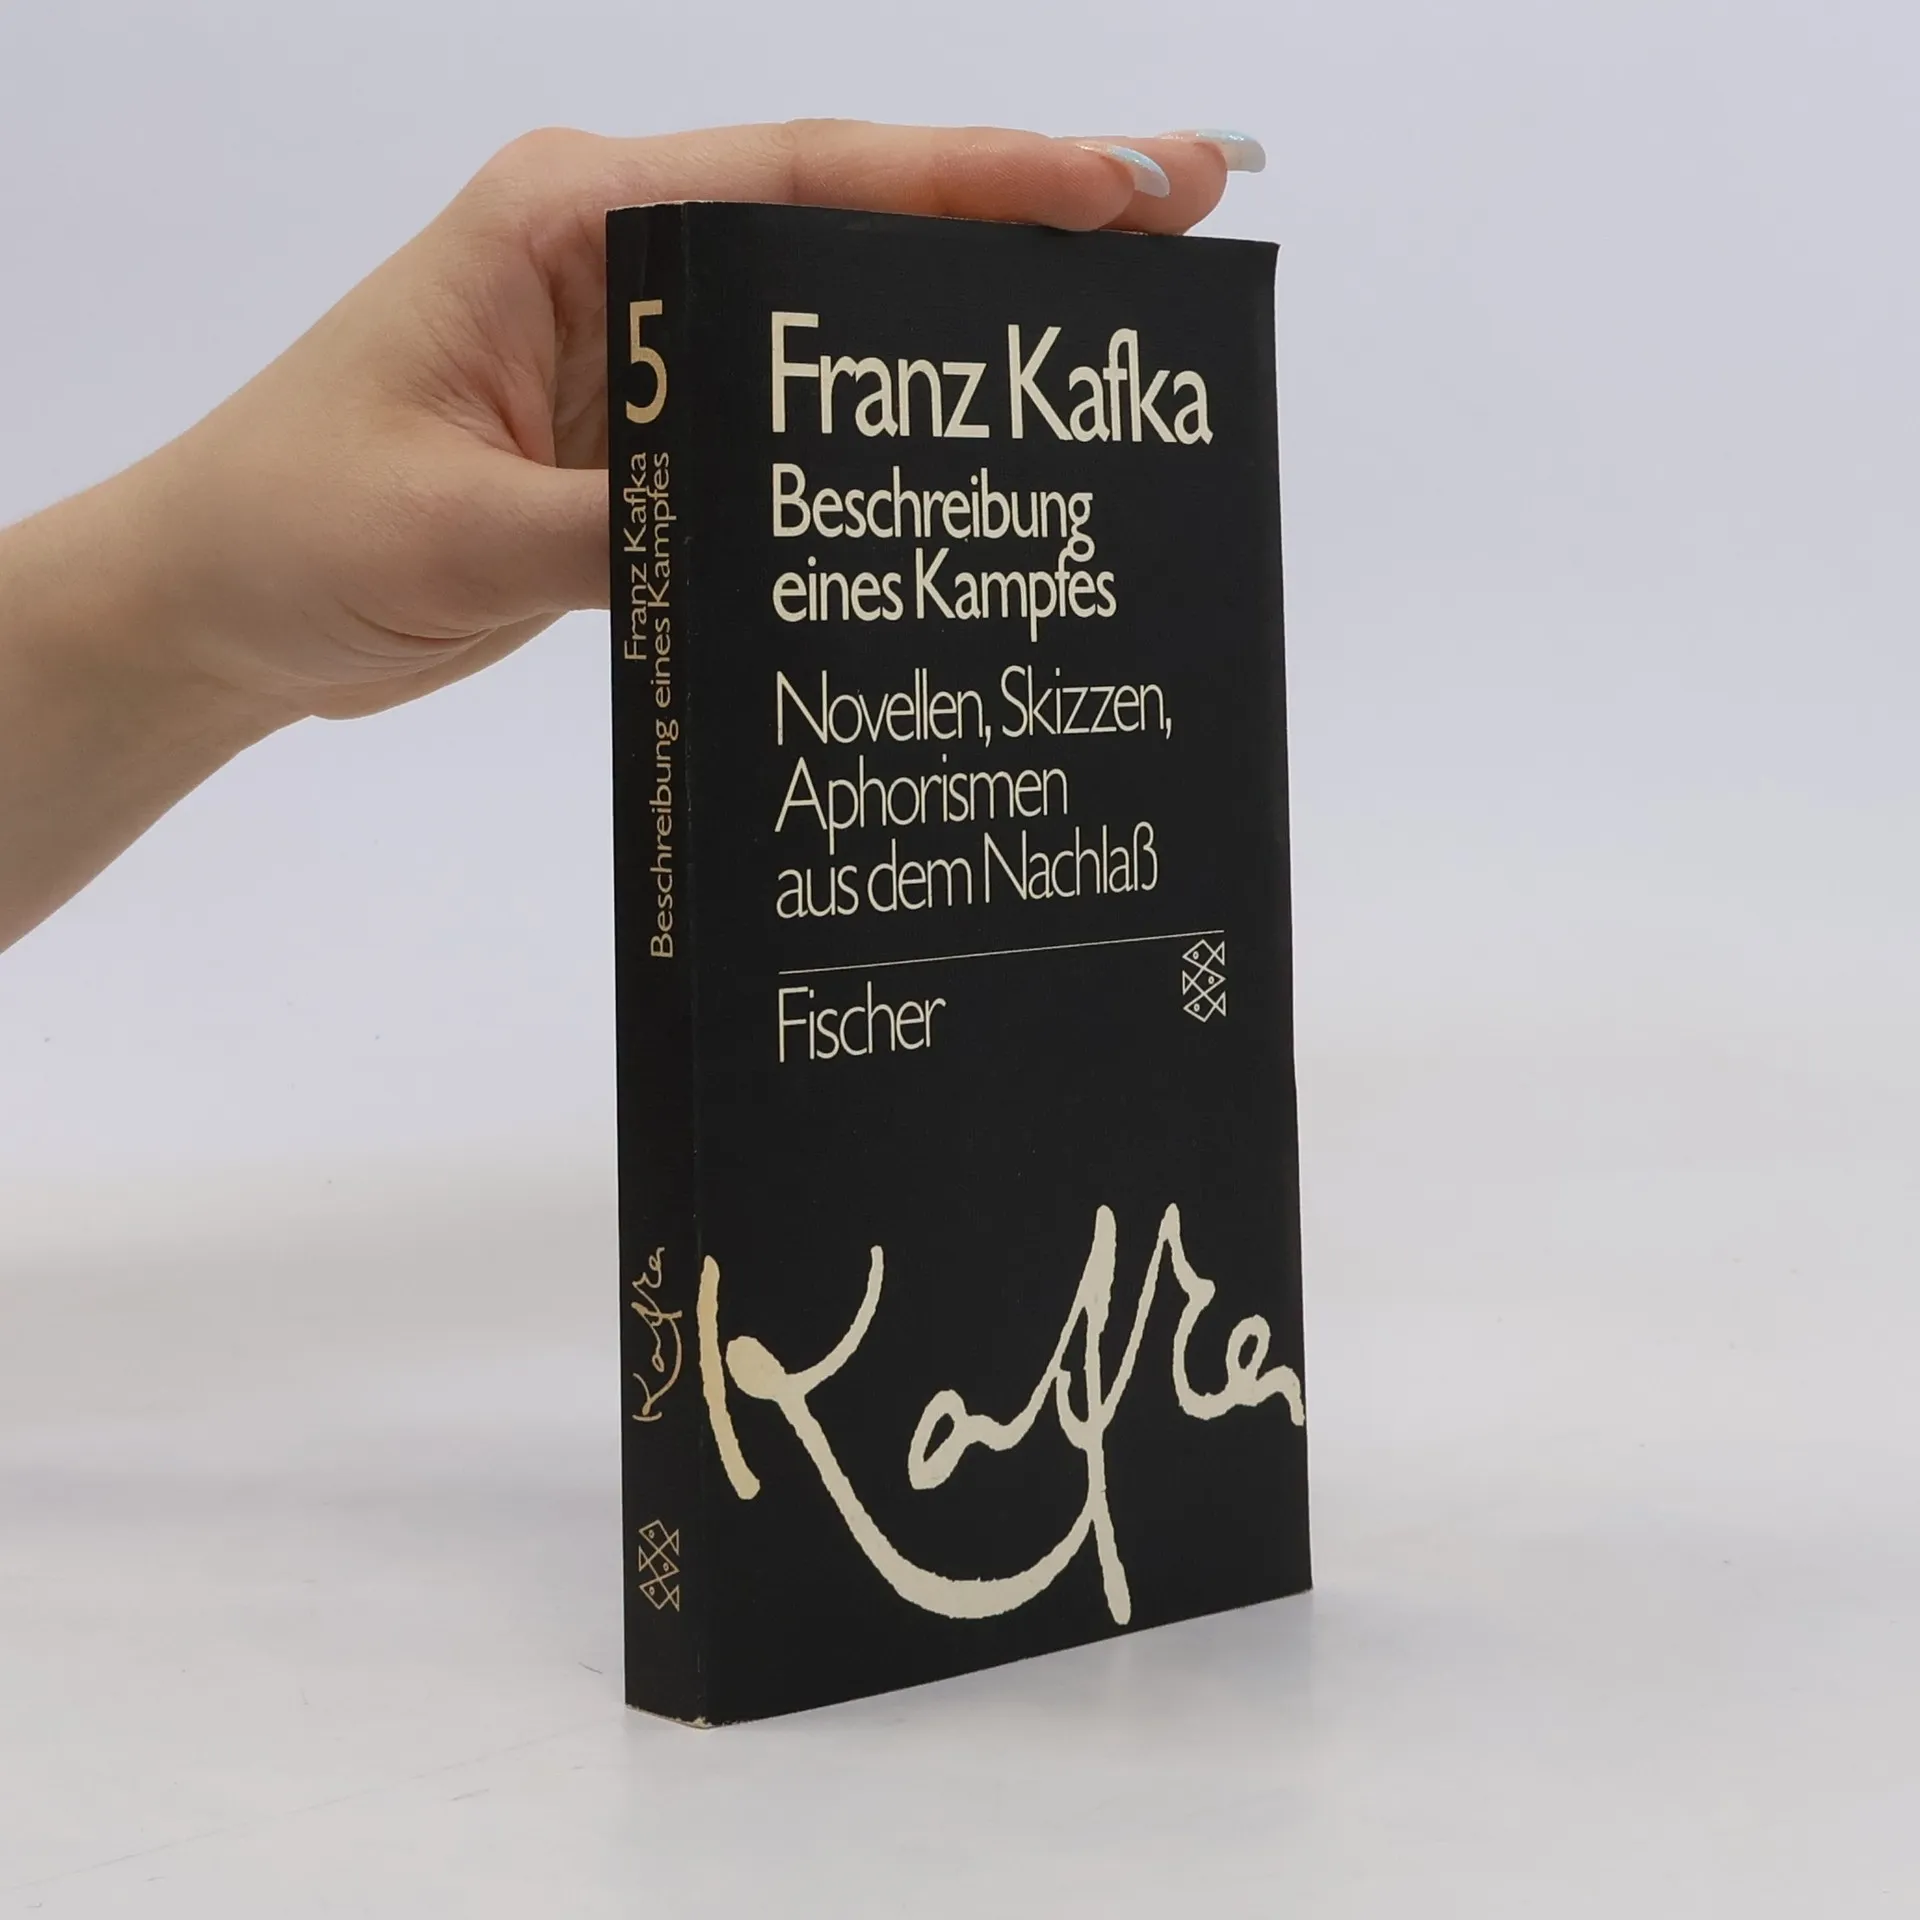 5
Franz Kafka
Beschreibung eines Kampfes
Kafka
Franz Kafka
Beschreibung
eines Kampfes
Novellen, Skizzen,
Aphorismen
aus dem Nachlaß
Fischer
Kafka